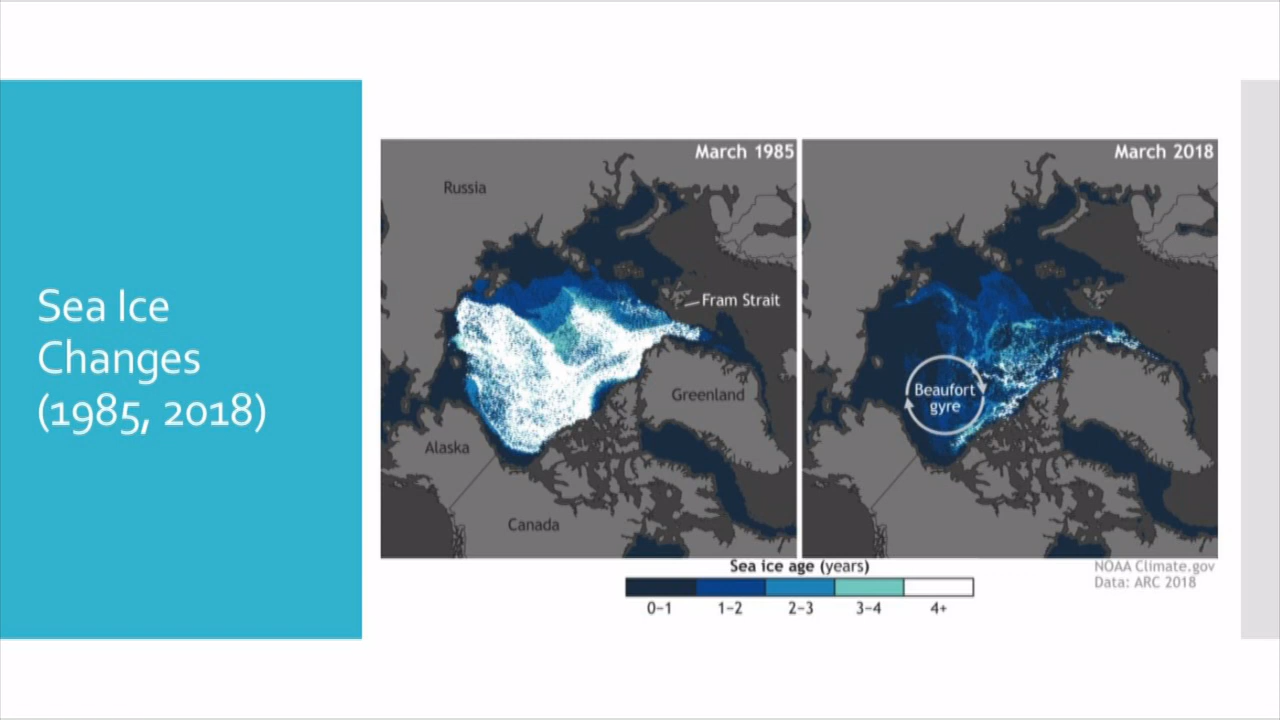 Sea Ice
Changes
(1985, 2018)
March 1985
Russia
Fram Strait
Greenland
Alaska
Canada
March 2018
Beaufort
gyre
Sea ice age (years)
0–1 1–2 2–3 3–4 4+
NOAA Climate.gov
Data: ARC 2018